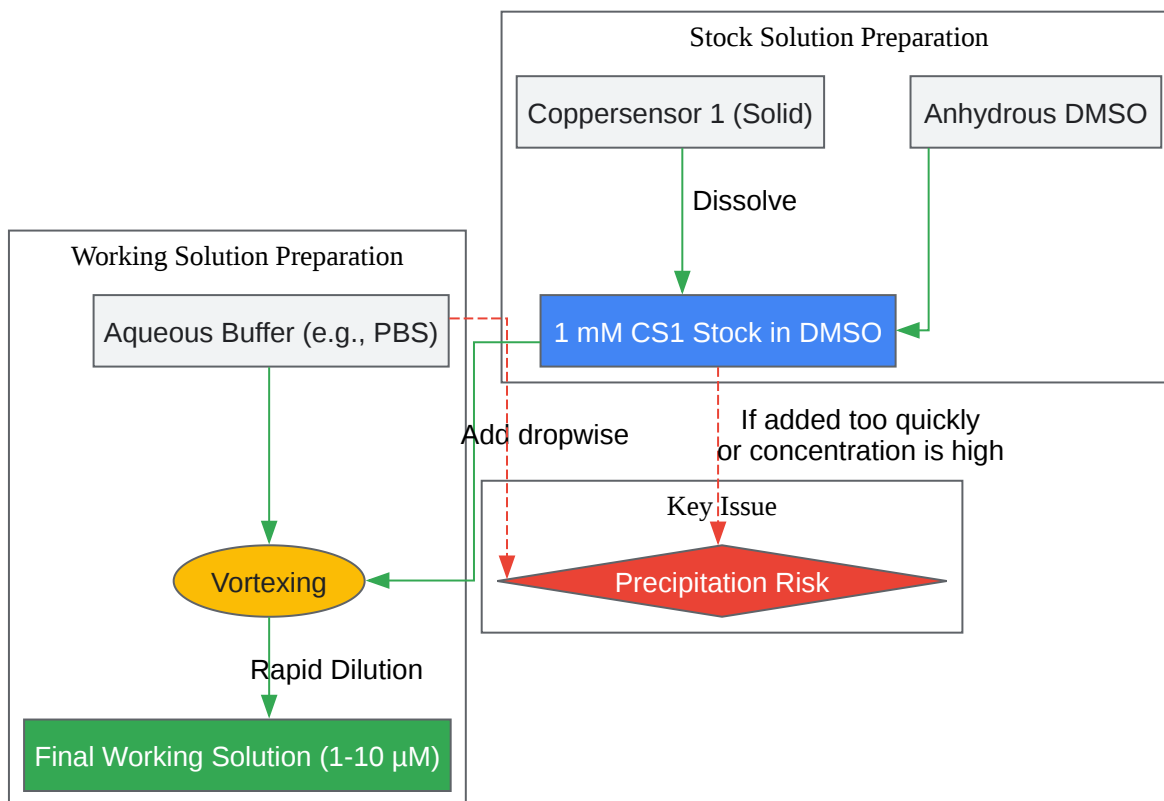 Stock Solution Preparation
Coppersensor 1 (Solid)
Anhydrous DMSO
Dissolve
Working Solution Preparation
Aqueous Buffer (e.g., PBS)
1 mM CS1 Stock in DMSO
Add dropwise
If added too quickly
or concentration is high
Key Issue
Vortexing
Precipitation Risk
Rapid Dilution
Final Working Solution (1-10 µM)